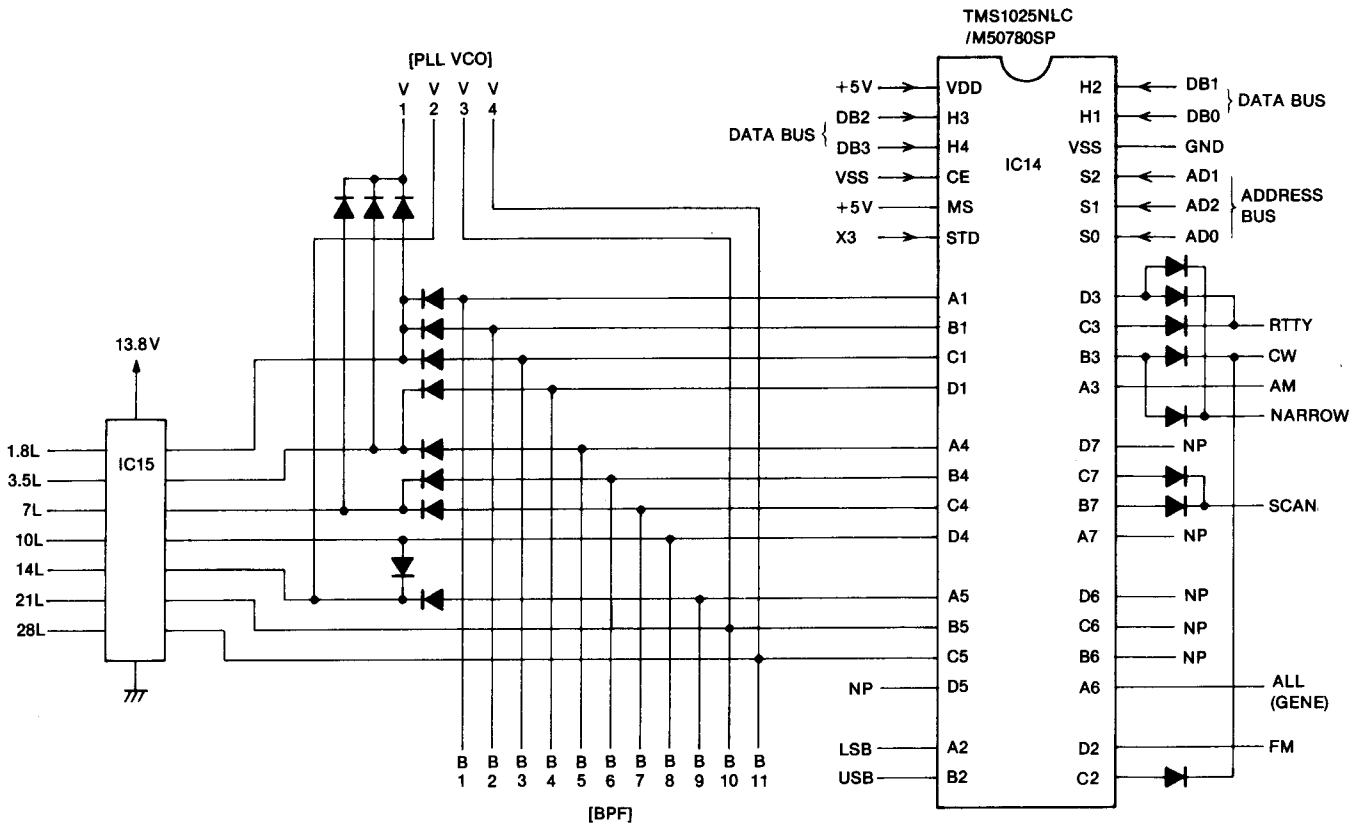 TMS1025NLC
/M50780SP
[PLL VCO]
V 1
V 2
V 3
V 4
+5V
DB2
DB3
DATA BUS
VSS
+5V
X3
VDD
H3
H4
CE
MS
STD
IC14
H2
H1
VSS
S2
S1
S0
DB1
DB0
DATA BUS
GND
AD1
AD2
AD0
ADDRESS
BUS
A1
B1
C1
D1
A4
B4
C4
D4
A5
B5
C5
NP
D5
LSB
A2
USB
B2
D3
C3
RTTY
B3
CW
A3
AM
NARROW
D7
NP
C7
B7
SCAN
A7
NP
D6
NP
C6
NP
B6
NP
A6
ALL
(GENE)
D2
FM
C2
13.8V
IC15
1.8L
3.5L
7L
10L
14L
21L
28L
B 1
B 2
B 3
B 4
B 5
B 6
B 7
B 8
B 9
B 10
B 11
[BPF]